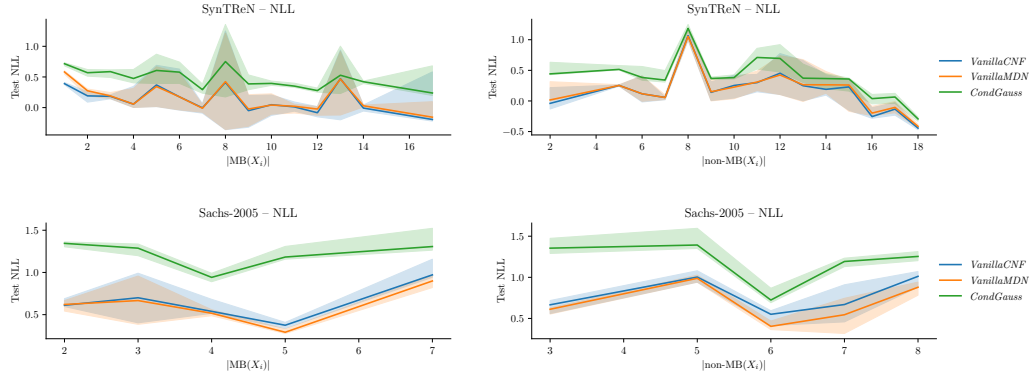 SynTReN – NLL
Test NLL
1.0
0.5
0.0
2 4 6 8 10 12 14 16
|MB(Xi)|
SynTReN – NLL
Test NLL
1.0
0.5
0.0
−0.5
2 4 6 8 10 12 14 16 18
|non-MB(Xi)|
VanillaCNF
VanillaMDN
CondGauss
Sachs-2005 – NLL
Test NLL
1.5
1.0
0.5
2 3 4 5 6 7
|MB(Xi)|
Sachs-2005 – NLL
Test NLL
1.5
1.0
0.5
3 4 5 6 7 8
|non-MB(Xi)|
VanillaCNF
VanillaMDN
CondGauss